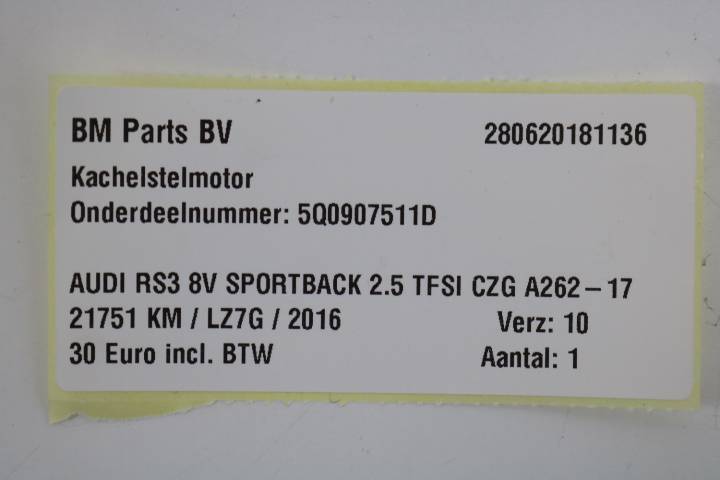 BM Parts BV 280620181136
Kachelstelmotor
Onderdeelnummer: 5Q0907511D
AUDI RS3 8V SPORTBACK 2.5 TFSI CZG A262-17
21751 KM / LZ7G / 2016 Verz: 10
30 Euro incl. BTW Aantal: 1